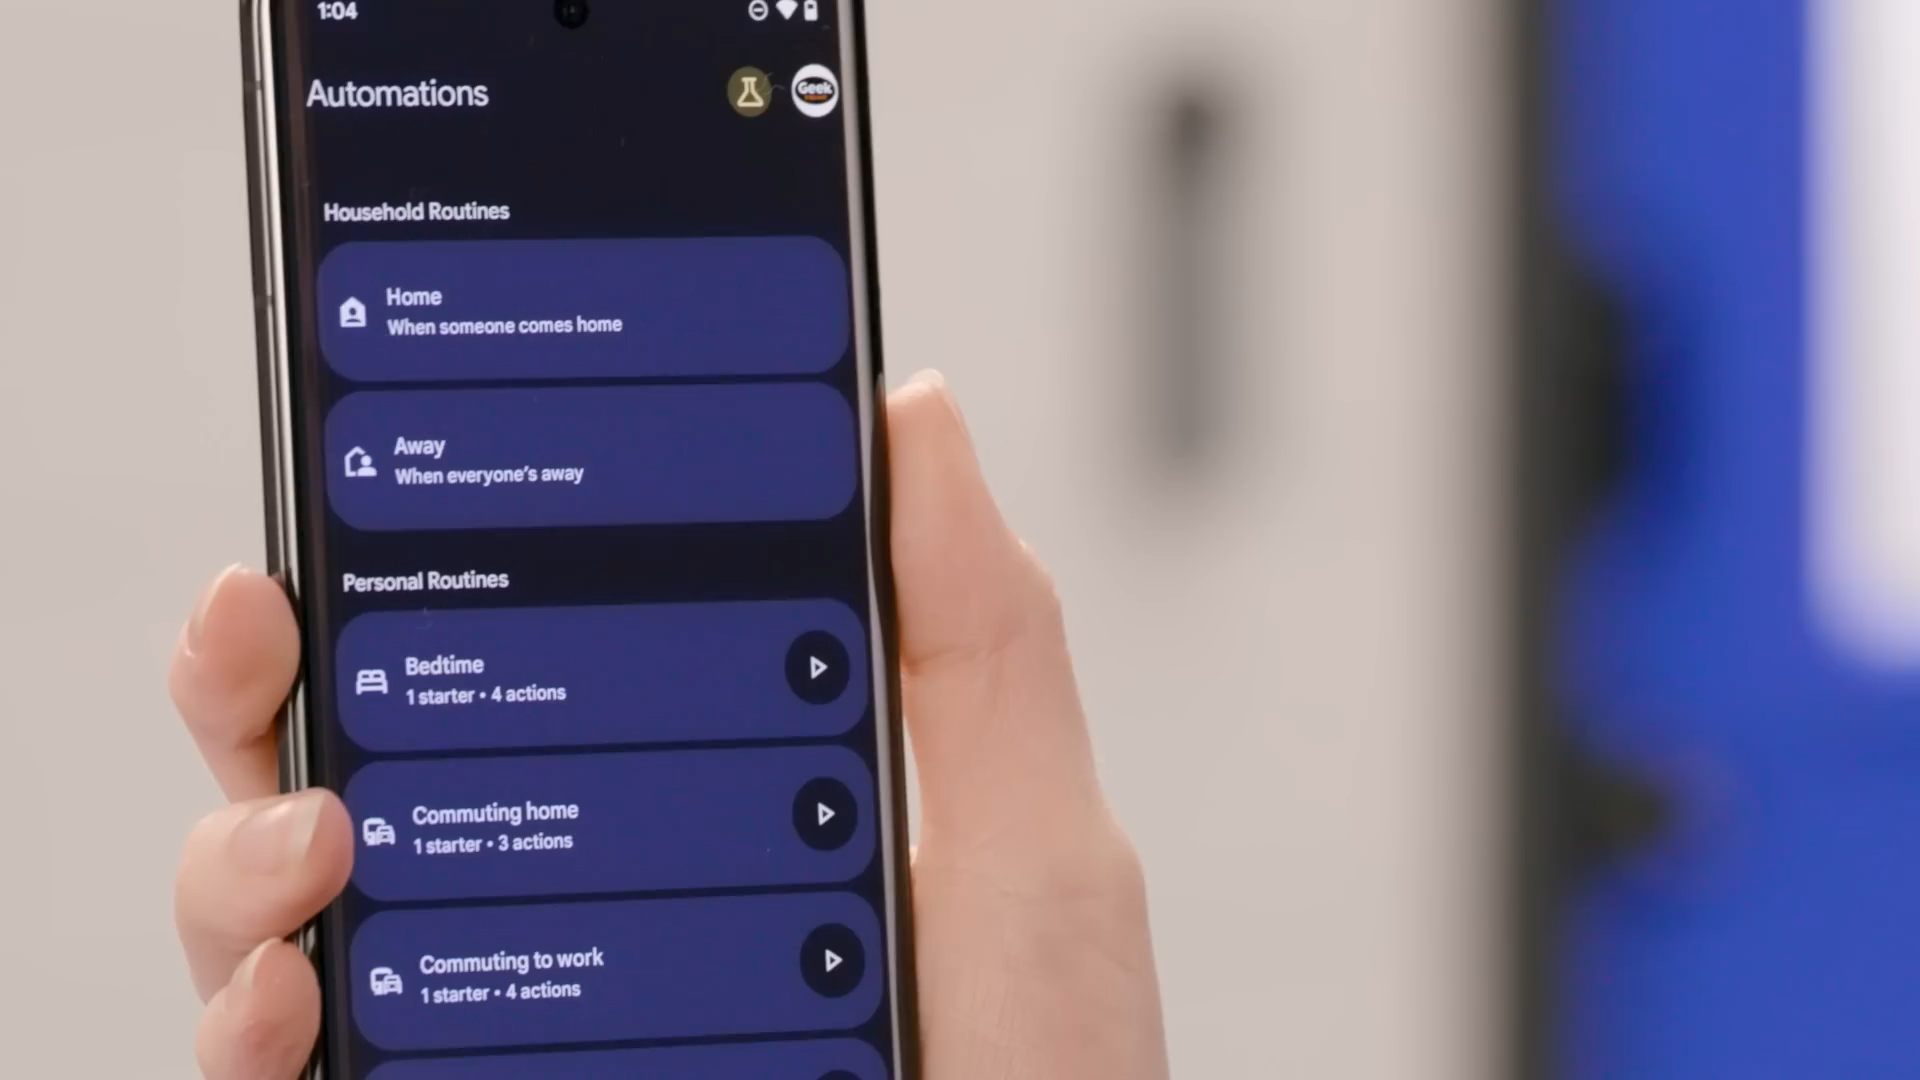 1:04
Automations
Geek
Household Routines
Home
When someone comes home
Away
When everyone's away
Personal Routines
Bedtime
1 starter • 4 actions
Commuting home
1 starter • 3 actions
Commuting to work
1 starter • 4 actions